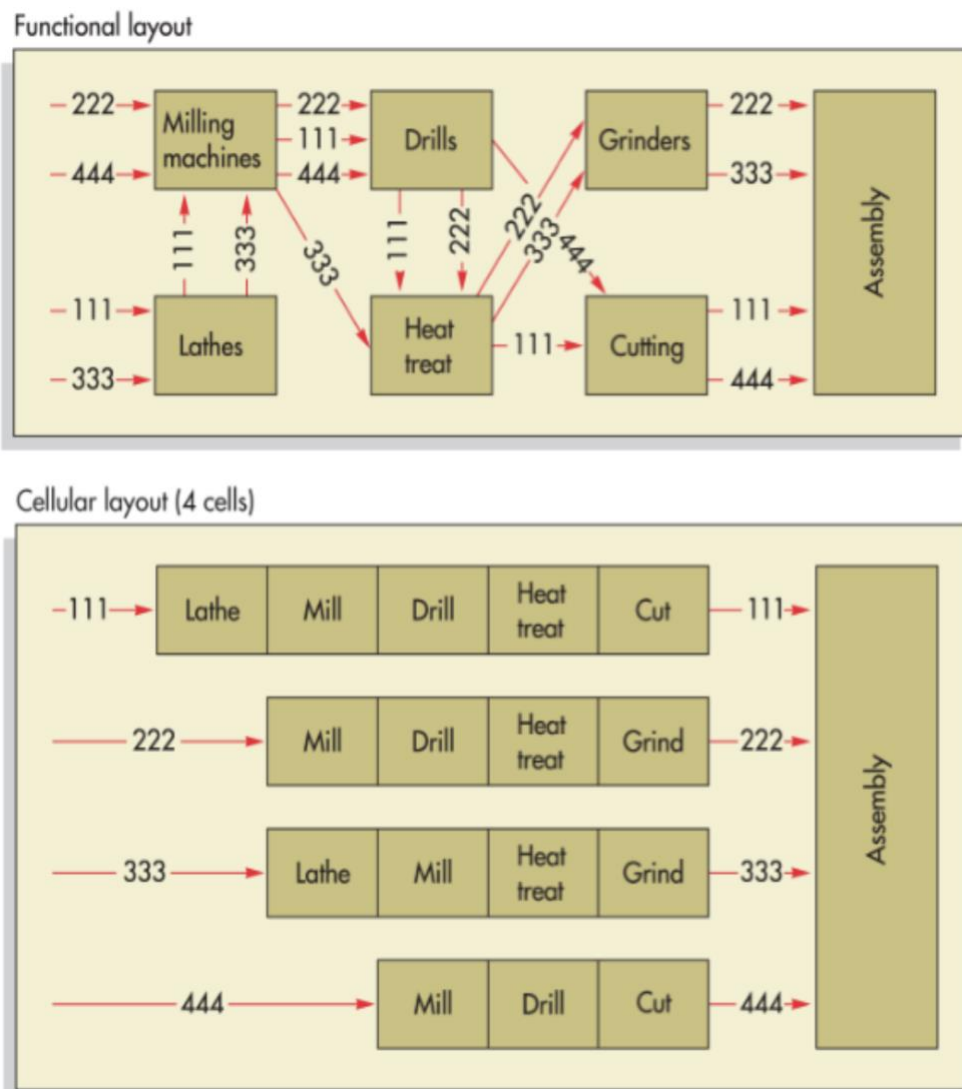 Functional layout
222
222
222
Milling
machines
111
Drills
Grinders
444
444
333
111
333
333
111
222
222
333
444
Assembly
111
Lathes
Heat
treat
111
Cutting
111
333
444
Cellular layout (4 cells)
111
Lathe
Mill
Drill
Heat
treat
Cut
111
222
Mill
Drill
Heat
treat
Grind
222
333
Lathe
Mill
Heat
treat
Grind
333
444
Mill
Drill
Cut
444
Assembly